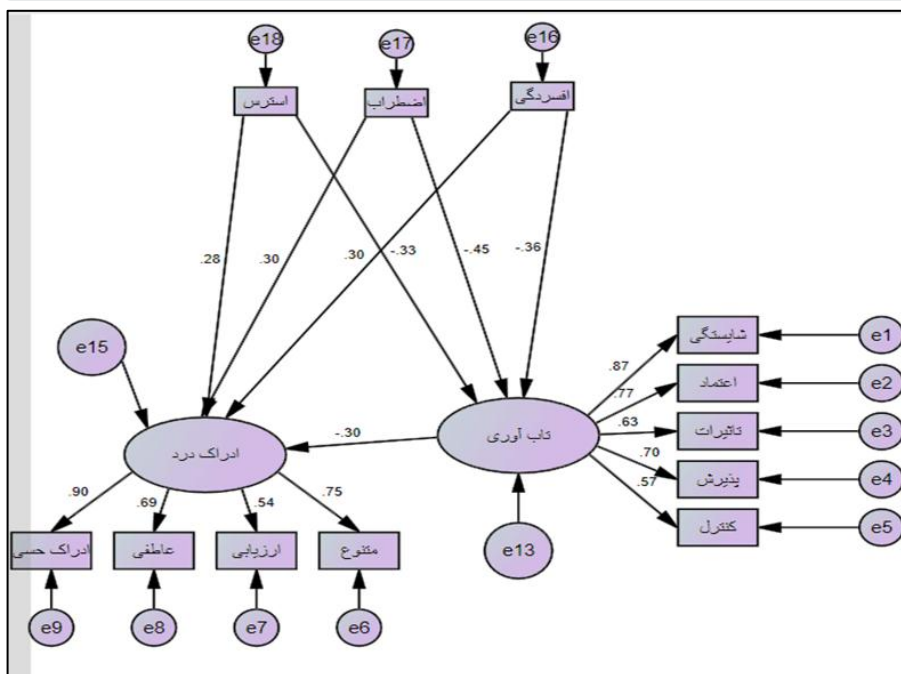 e18
e17
e16
استرس
اضطراب
افسردگی
.28
.30
.30
-.33
-.45
-.36
e15
شایستگی
e1
.87
اعتماد
e2
.77
تاثیرات
e3
.63
پذیرش
e4
.70
کنترل
e5
.57
تاب آوری
ادراک درد
-.30
.90
.69
.54
.75
e13
ادراک حسی
عاطفی
ارزیابی
متنوع
e9
e8
e7
e6